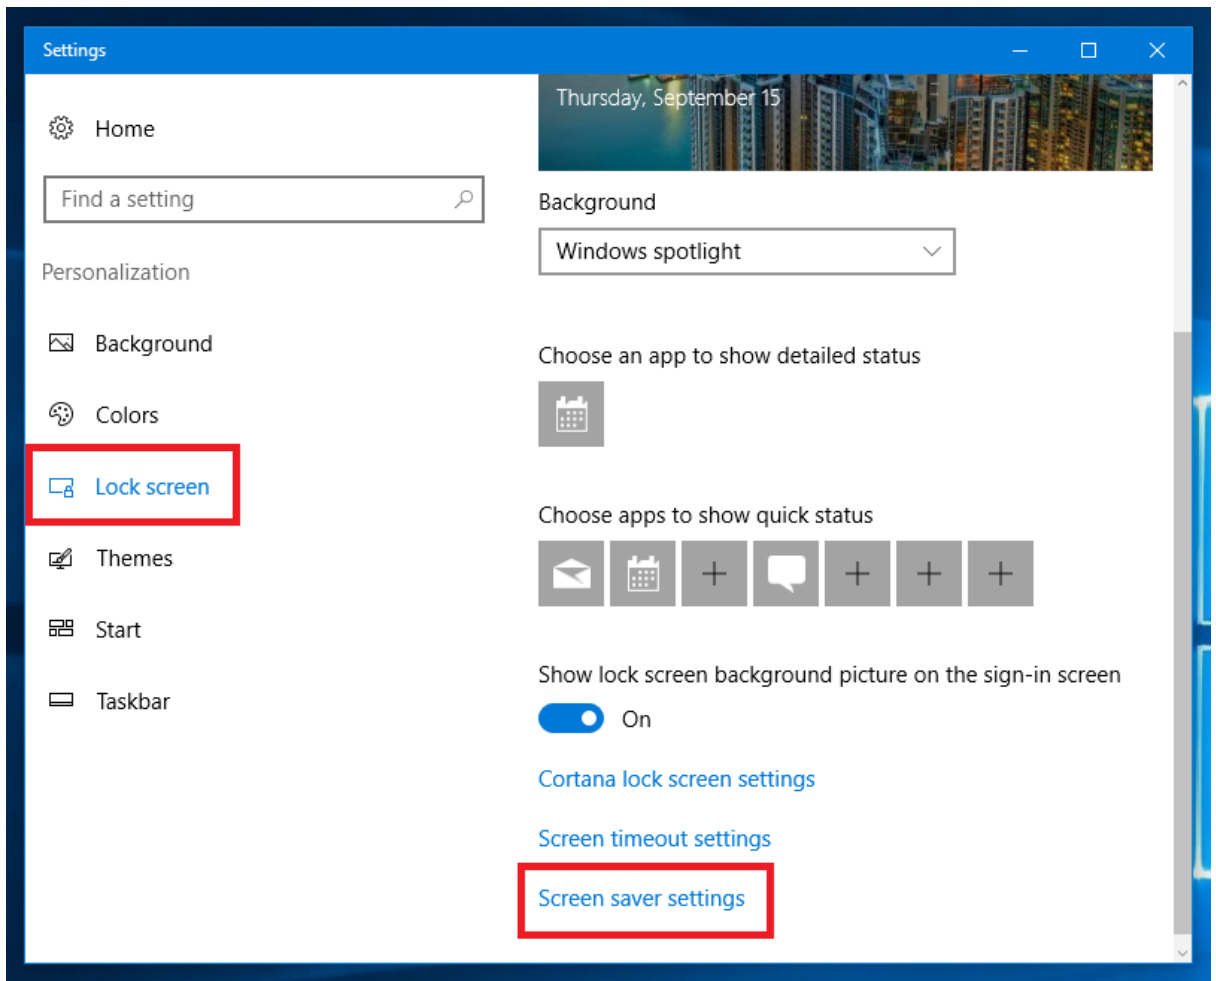 Settings
Home
Find a setting
Personalization
Background
Colors
Lock screen
Themes
Start
Taskbar
Thursday, September 15
Background
Windows spotlight
Choose an app to show detailed status
Choose apps to show quick status
Show lock screen background picture on the sign-in screen
On
Cortana lock screen settings
Screen timeout settings
Screen saver settings